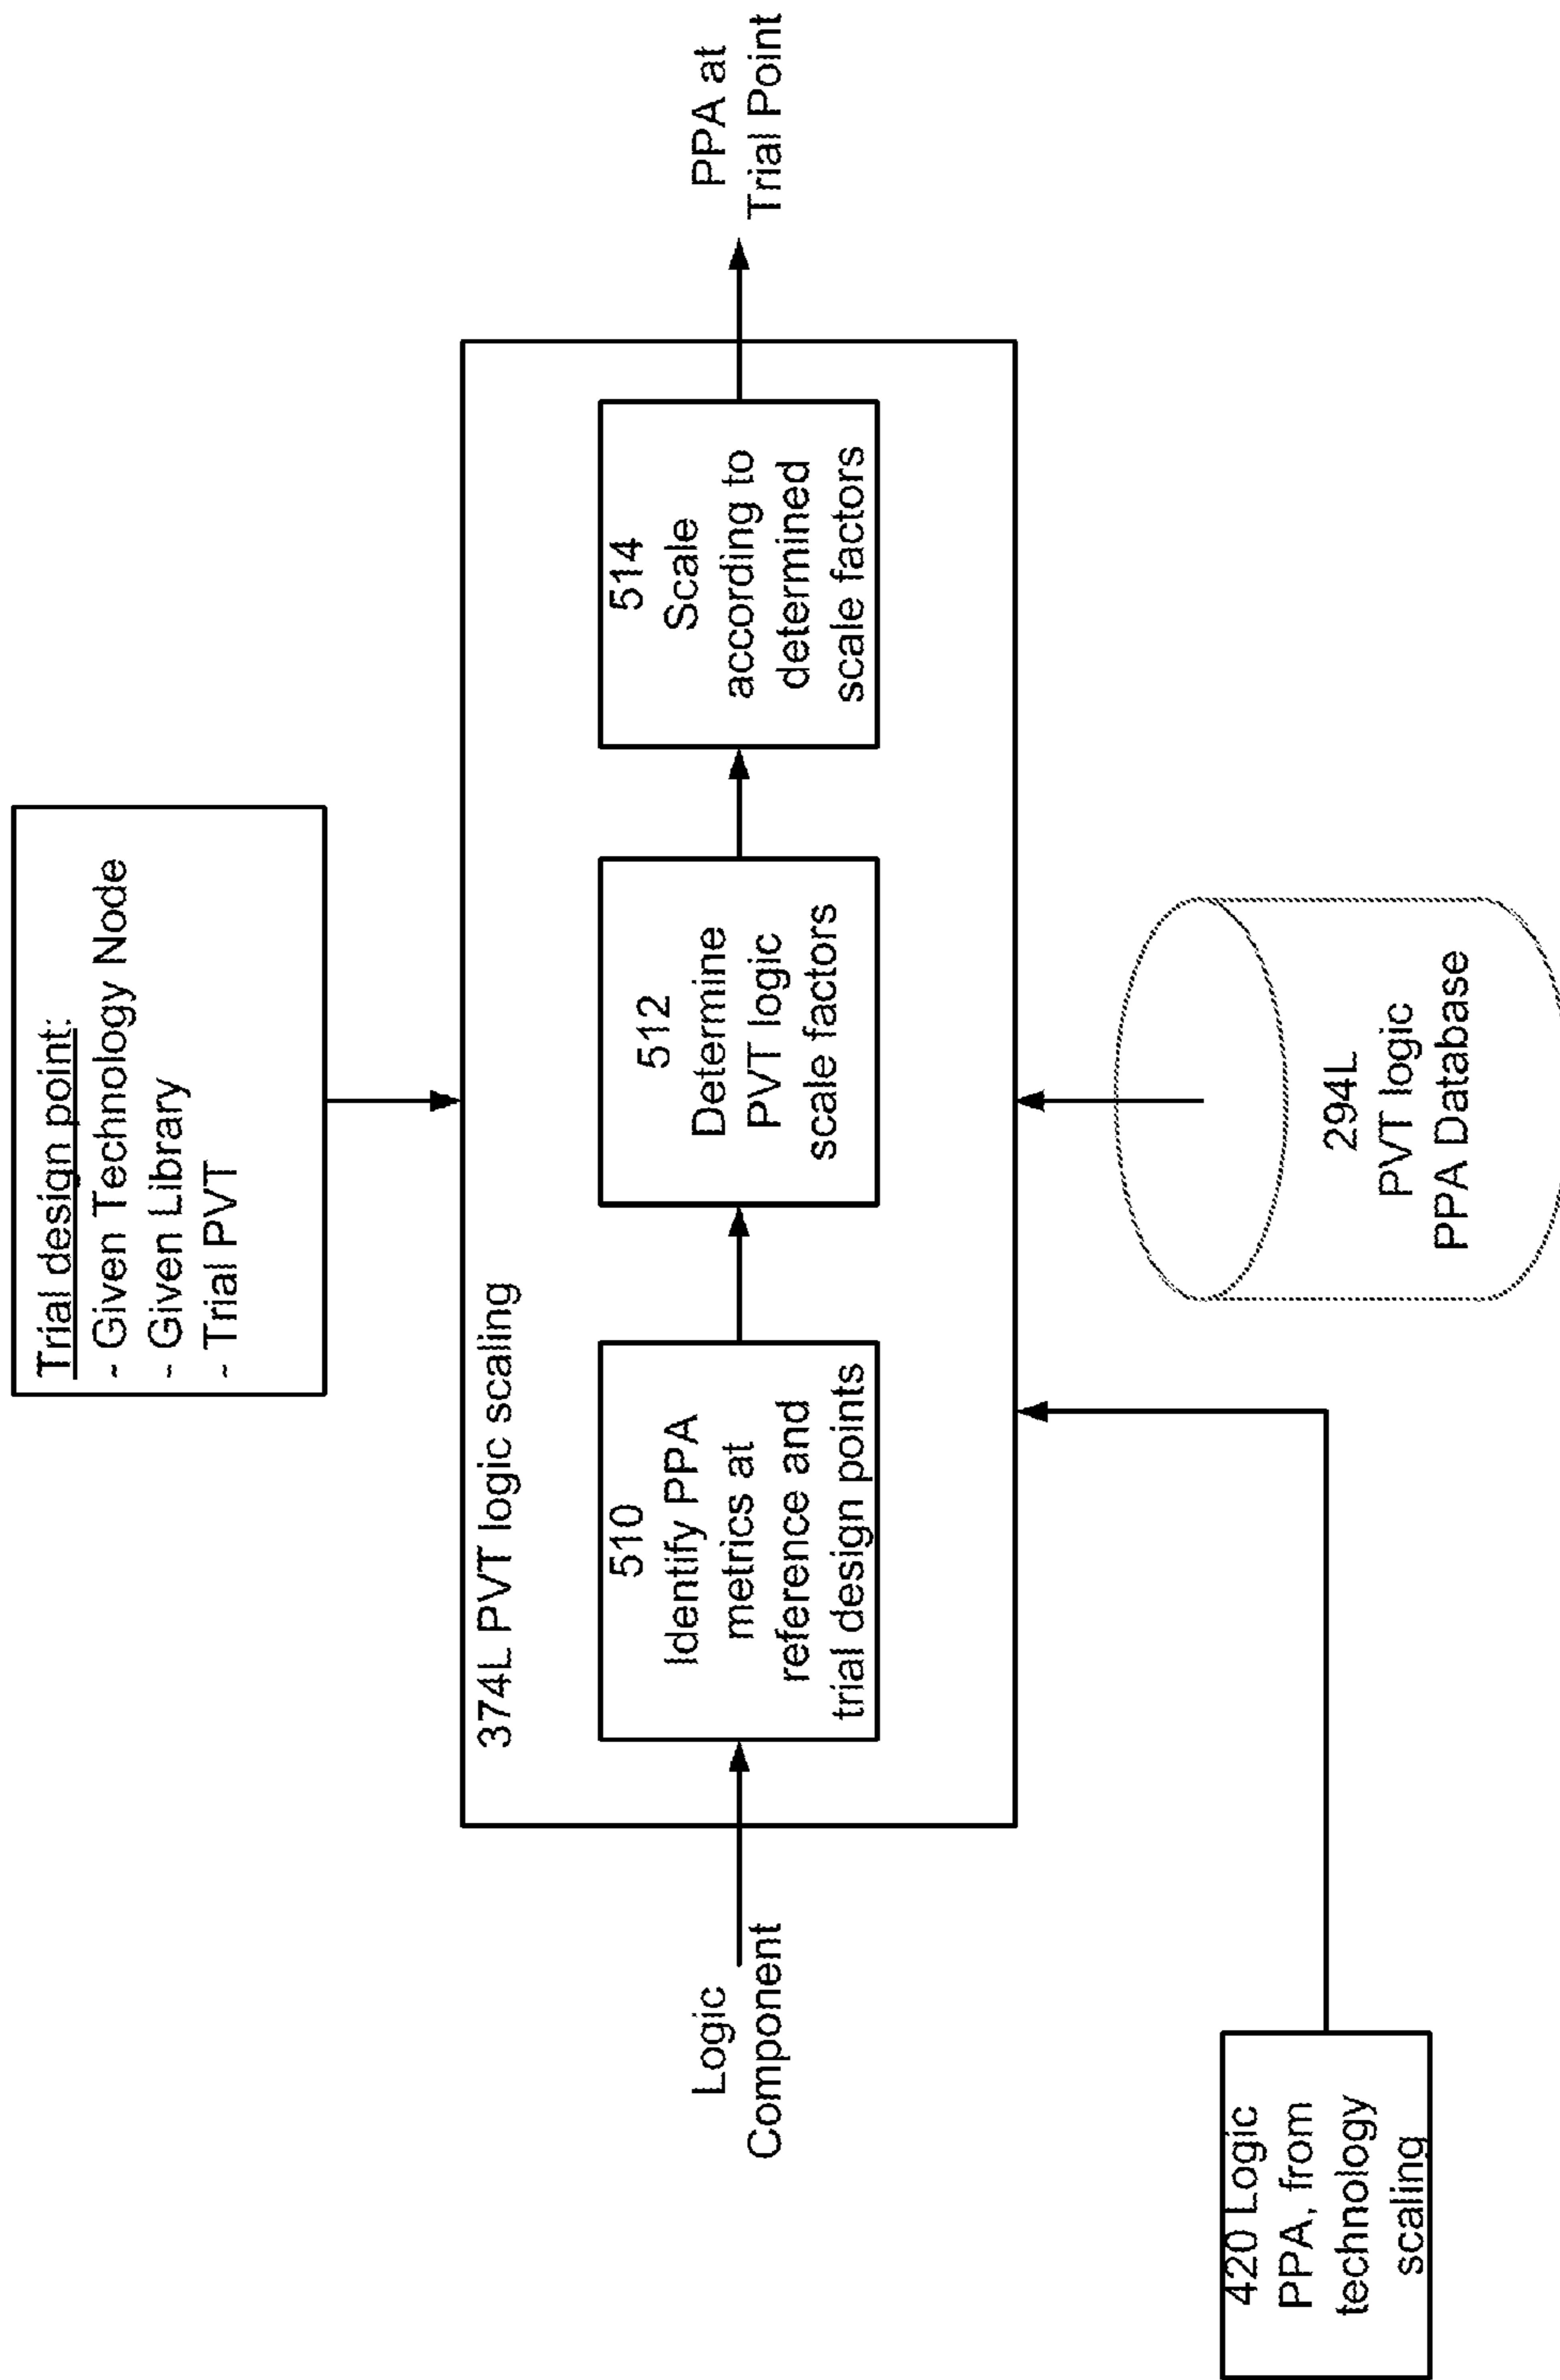 Trial design point:
- Given Technology Node
- Given Library
- Trial PVT
374L PVT logic scaling
Logic
Component
510
Identify PPA
metrics at
reference and
trial design points
512
Determine
PVT logic
scale factors
514
Scale
according to
determined
scale factors
PPA at
Trial Point
420 Logic
PPA, from
technology
scaling
294L
PVT logic
PPA Database